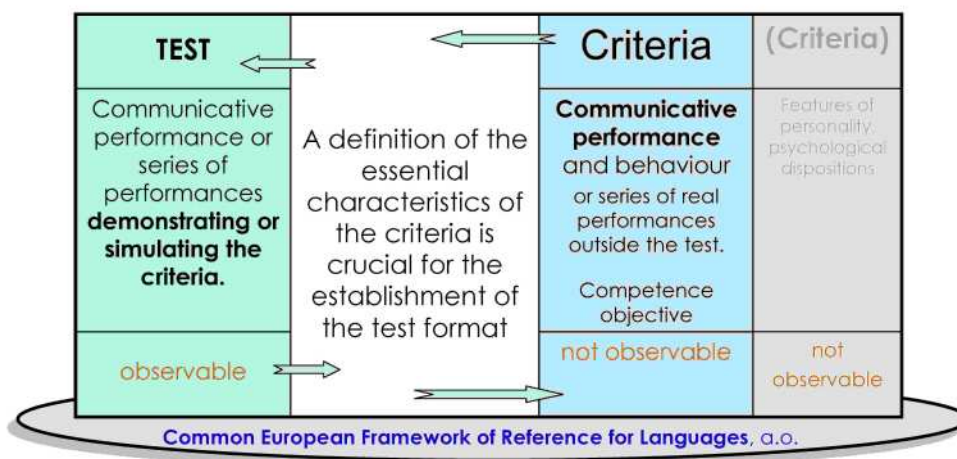 TEST
Communicative
performance or
series of
performances
demonstrating or
simulating the
criteria.
observable
A definition of the
essential
characteristics of
the criteria is
crucial for the
establishment of
the test format
Criteria
Communicative
performance
and behaviour
or series of real
performances
outside the test.
Competence
objective
not observable
(Criteria)
Features of
personality,
psychological
dispositions
not
observable
Common European Framework of Reference for Languages, a.o.